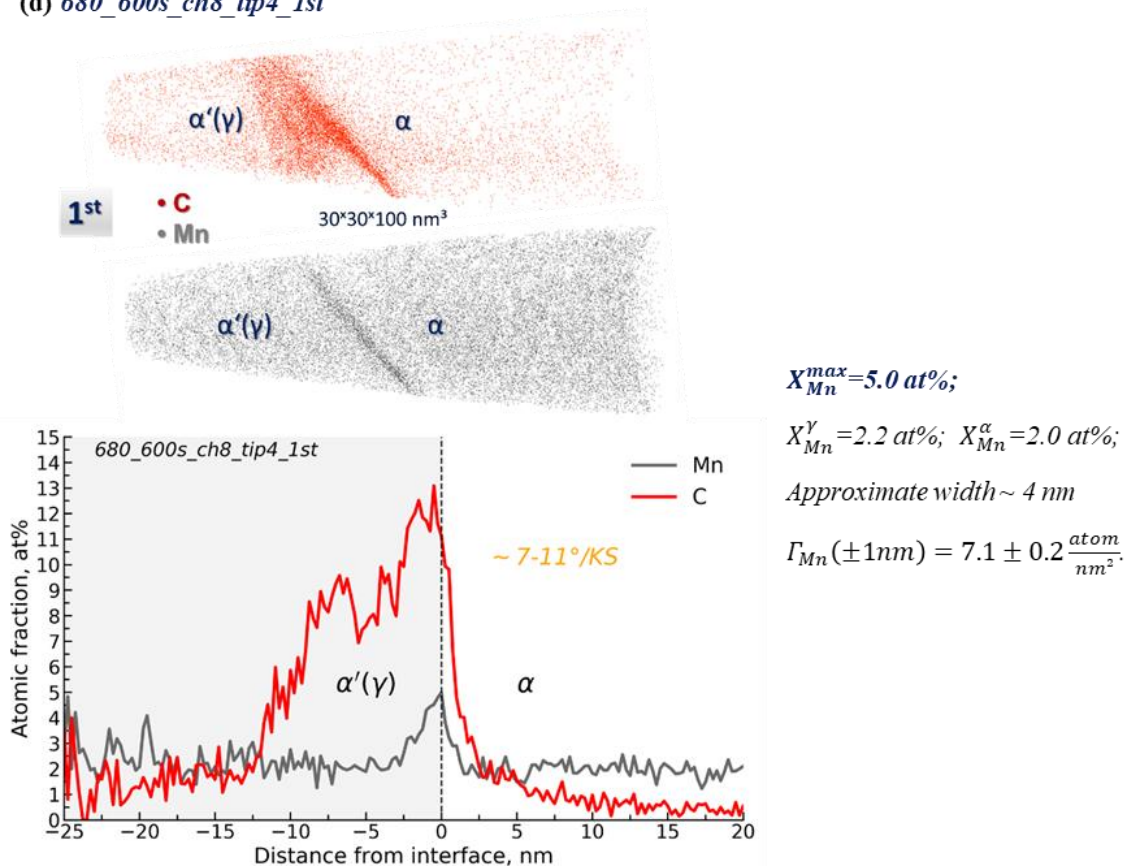 (d) 680_600s_ch8_tip4_1st
α'(γ)
α
1st
• C
• Mn
30x30x100 nm³
α'(γ)
α
X_Mn^max=5.0 at%;
X_Mn^γ=2.2 at%; X_Mn^α=2.0 at%;
Approximate width~ 4 nm
Γ_Mn(±1nm) = 7.1 ± 0.2 atom/nm².
680_600s_ch8_tip4_1st
Mn
C
~ 7-11°/KS
α'(γ)
α
Atomic fraction, at%
15
14
13
12
11
10
9
8
7
6
5
4
3
2
1
0
−25 −20 −15 −10 −5 0 5 10 15 20
Distance from interface, nm